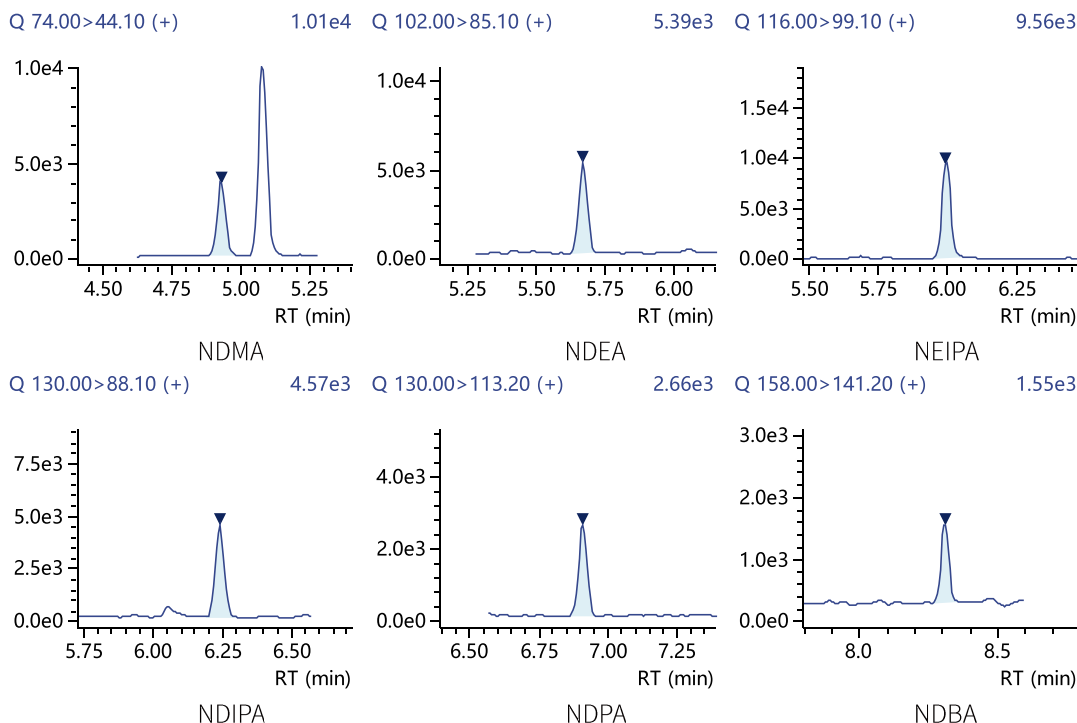 Q 74.00>44.10 (+) 1.01e4
1.0e4
5.0e3
0.0e0
4.50 4.75 5.00 5.25
RT (min)
NDMA
Q 102.00>85.10 (+) 5.39e3
1.0e4
5.0e3
0.0e0
5.25 5.50 5.75 6.00
RT (min)
NDEA
Q 116.00>99.10 (+) 9.56e3
1.5e4
1.0e4
5.0e3
0.0e0
5.50 5.75 6.00 6.25
RT (min)
NEIPA
Q 130.00>88.10 (+) 4.57e3
7.5e3
5.0e3
2.5e3
0.0e0
5.75 6.00 6.25 6.50
RT (min)
NDIPA
Q 130.00>113.20 (+) 2.66e3
4.0e3
2.0e3
0.0e0
6.50 6.75 7.00 7.25
RT (min)
NDPA
Q 158.00>141.20 (+) 1.55e3
3.0e3
2.0e3
1.0e3
0.0e0
8.0 8.5
RT (min)
NDBA